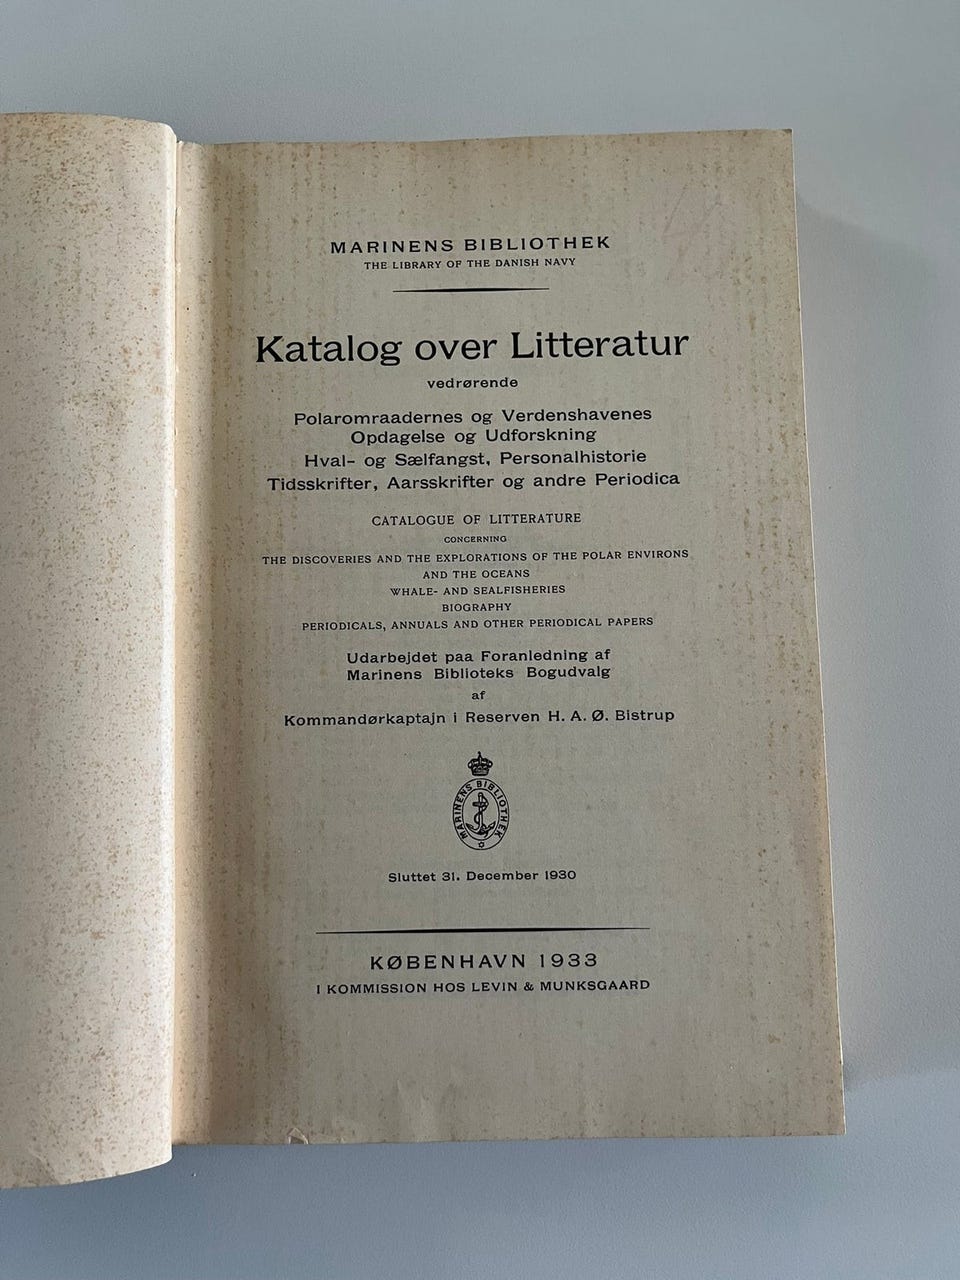 MARINENS BIBLIOTHEK
THE LIBRARY OF THE DANISH NAVY
Katalog over Litteratur
vedrørende
Polaromraadernes og Verdenshavenes
Opdagelse og Udforskning
Hval- og Sælfangst, Personalhistorie
Tidsskrifter, Aarsskrifter og andre Periodica
CATALOGUE OF LITTERATURE
CONCERNING
THE DISCOVERIES AND THE EXPLORATIONS OF THE POLAR ENVIRONS
AND THE OCEANS
WHALE- AND SEALFISHERIES
BIOGRAPHY
PERIODICALS, ANNUALS AND OTHER PERIODICAL PAPERS
Udarbejdet paa Foranledning af
Marinens Biblioteks Bogudvalg
af
Kommandørkaptajn i Reserven H. A. Ø. Bistrup
MARINENS BIBLIOTHEK
Sluttet 31. December 1930
KØBENHAVN 1933
I KOMMISSION HOS LEVIN & MUNKSGAARD